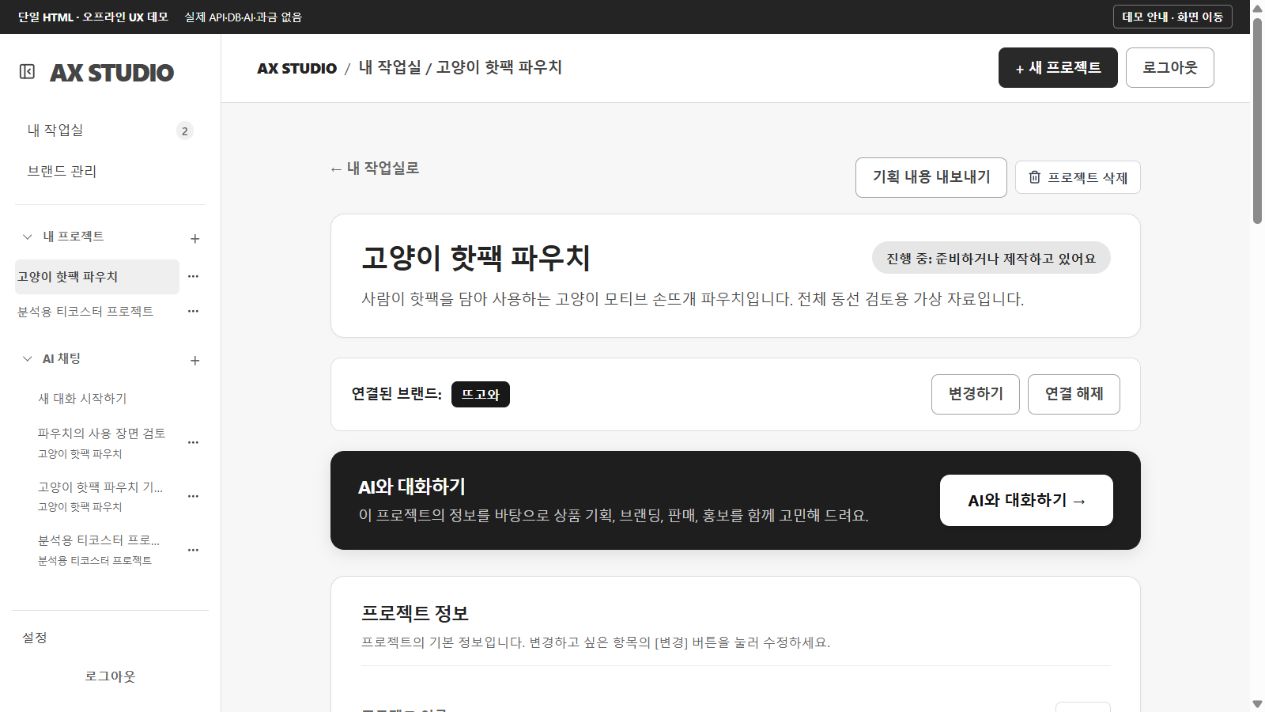 단일 HTML · 오프라인 UX 데모 실제 API·DB·AI·과금 없음
데모 안내 · 화면 이동
AX STUDIO
AX STUDIO / 내 작업실 / 고양이 핫팩 파우치
+ 새 프로젝트
로그아웃
내 작업실 2
브랜드 관리
내 프로젝트 +
고양이 핫팩 파우치 ...
분석용 티코스터 프로젝트 ...
AI 채팅 +
새 대화 시작하기
파우치의 사용 장면 검토 ...
고양이 핫팩 파우치
고양이 핫팩 파우치 기... ...
고양이 핫팩 파우치
분석용 티코스터 프로... ...
분석용 티코스터 프로젝트
설정
로그아웃
← 내 작업실로
기획 내용 내보내기
프로젝트 삭제
고양이 핫팩 파우치
진행 중: 준비하거나 제작하고 있어요
사람이 핫팩을 담아 사용하는 고양이 모티브 손뜨개 파우치입니다. 전체 동선 검토용 가상 자료입니다.
연결된 브랜드: 뜨고와
변경하기
연결 해제
AI와 대화하기
이 프로젝트의 정보를 바탕으로 상품 기획, 브랜딩, 판매, 홍보를 함께 고민해 드려요.
AI와 대화하기 →
프로젝트 정보
프로젝트의 기본 정보입니다. 변경하고 싶은 항목의 [변경] 버튼을 눌러 수정하세요.